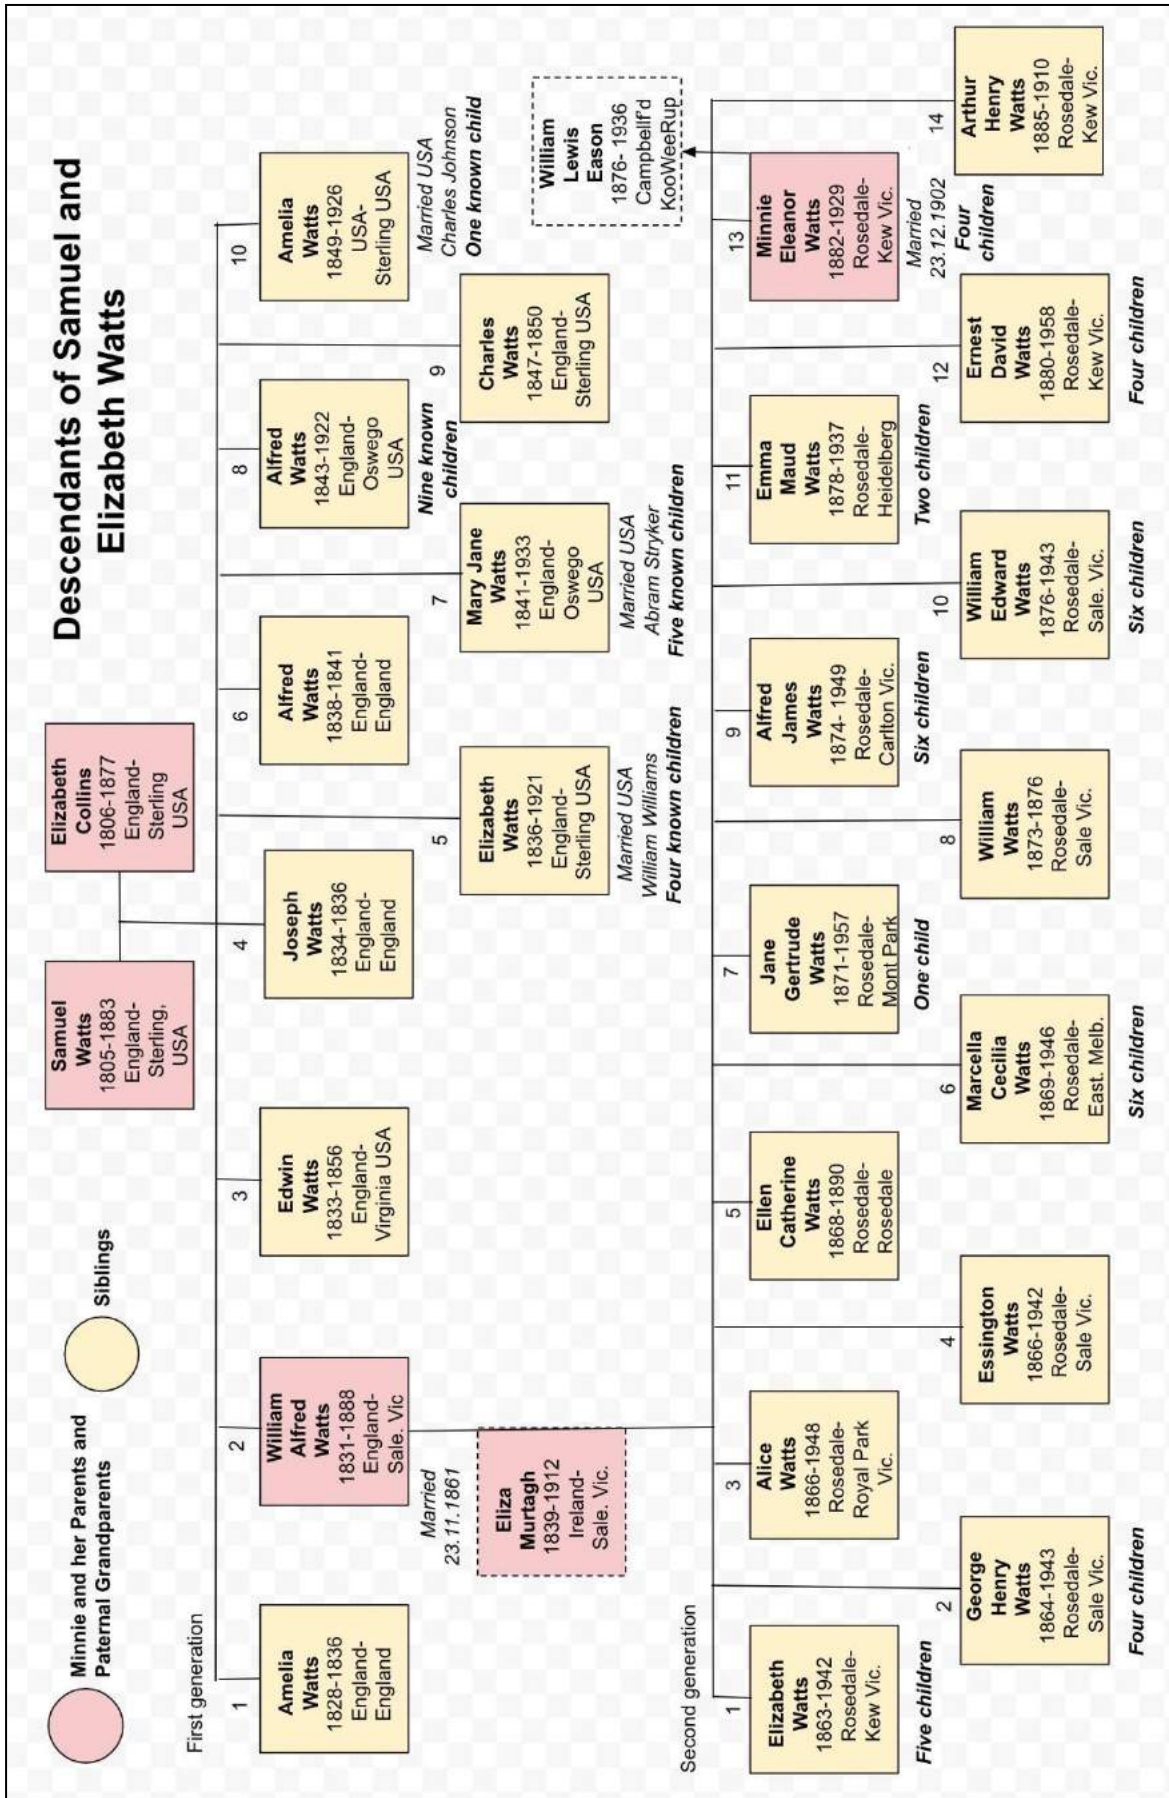 Descendants of Samuel and
Elizabeth Watts
Minnie and her Parents and
Paternal Grandparents
Siblings
Samuel
Watts
1805-1883
England-
Sterling,
USA
Elizabeth
Collins
1806-1877
England-
Sterling
USA
First generation
1
Amelia
Watts
1828-1836
England-
England
2
William
Alfred
Watts
1831-1888
England-
Sale. Vic
Married
23.11.1861
Eliza
Murtagh
1839-1912
Ireland-
Sale. Vic.
3
Edwin
Watts
1833-1856
England-
Virginia USA
4
Joseph
Watts
1834-1836
England-
England
5
Elizabeth
Watts
1836-1921
England-
Sterling USA
Married USA
William Williams
Four known children
6
Alfred
Watts
1838-1841
England-
England
7
Mary Jane
Watts
1841-1933
England-
Oswego
USA
Married USA
Abram Stryker
Five known children
8
Alfred
Watts
1843-1922
England-
Oswego
USA
Nine known
children
9
Charles
Watts
1847-1850
England-
Sterling USA
10
Amelia
Watts
1849-1926
USA-
Sterling USA
Married USA
Charles Johnson
One known child
William
Lewis
Eason
1876- 1936
Campbellf'd
KooWeeRup
Second generation
1
Elizabeth
Watts
1863-1942
Rosedale-
Kew Vic.
Five children
2
George
Henry
Watts
1864-1943
Rosedale-
Sale Vic.
Four children
3
Alice
Watts
1866-1948
Rosedale-
Royal Park
Vic.
4
Essington
Watts
1866-1942
Rosedale-
Sale Vic.
5
Ellen
Catherine
Watts
1868-1890
Rosedale-
Rosedale
6
Marcella
Cecilia
Watts
1869-1946
Rosedale-
East. Melb.
Six children
7
Jane
Gertrude
Watts
1871-1957
Rosedale-
Mont Park
One child
8
William
Watts
1873-1876
Rosedale-
Sale Vic.
9
Alfred
James
Watts
1874- 1949
Rosedale-
Carlton Vic.
Six children
10
William
Edward
Watts
1876-1943
Rosedale-
Sale. Vic.
Six children
11
Emma
Maud
Watts
1878-1937
Rosedale-
Heidelberg
Two children
12
Ernest
David
Watts
1880-1958
Rosedale-
Kew Vic.
Four children
13
Minnie
Eleanor
Watts
1882-1929
Rosedale-
Kew Vic.
Married
23.12.1902
Four
children
14
Arthur
Henry
Watts
1885-1910
Rosedale-
Kew Vic.